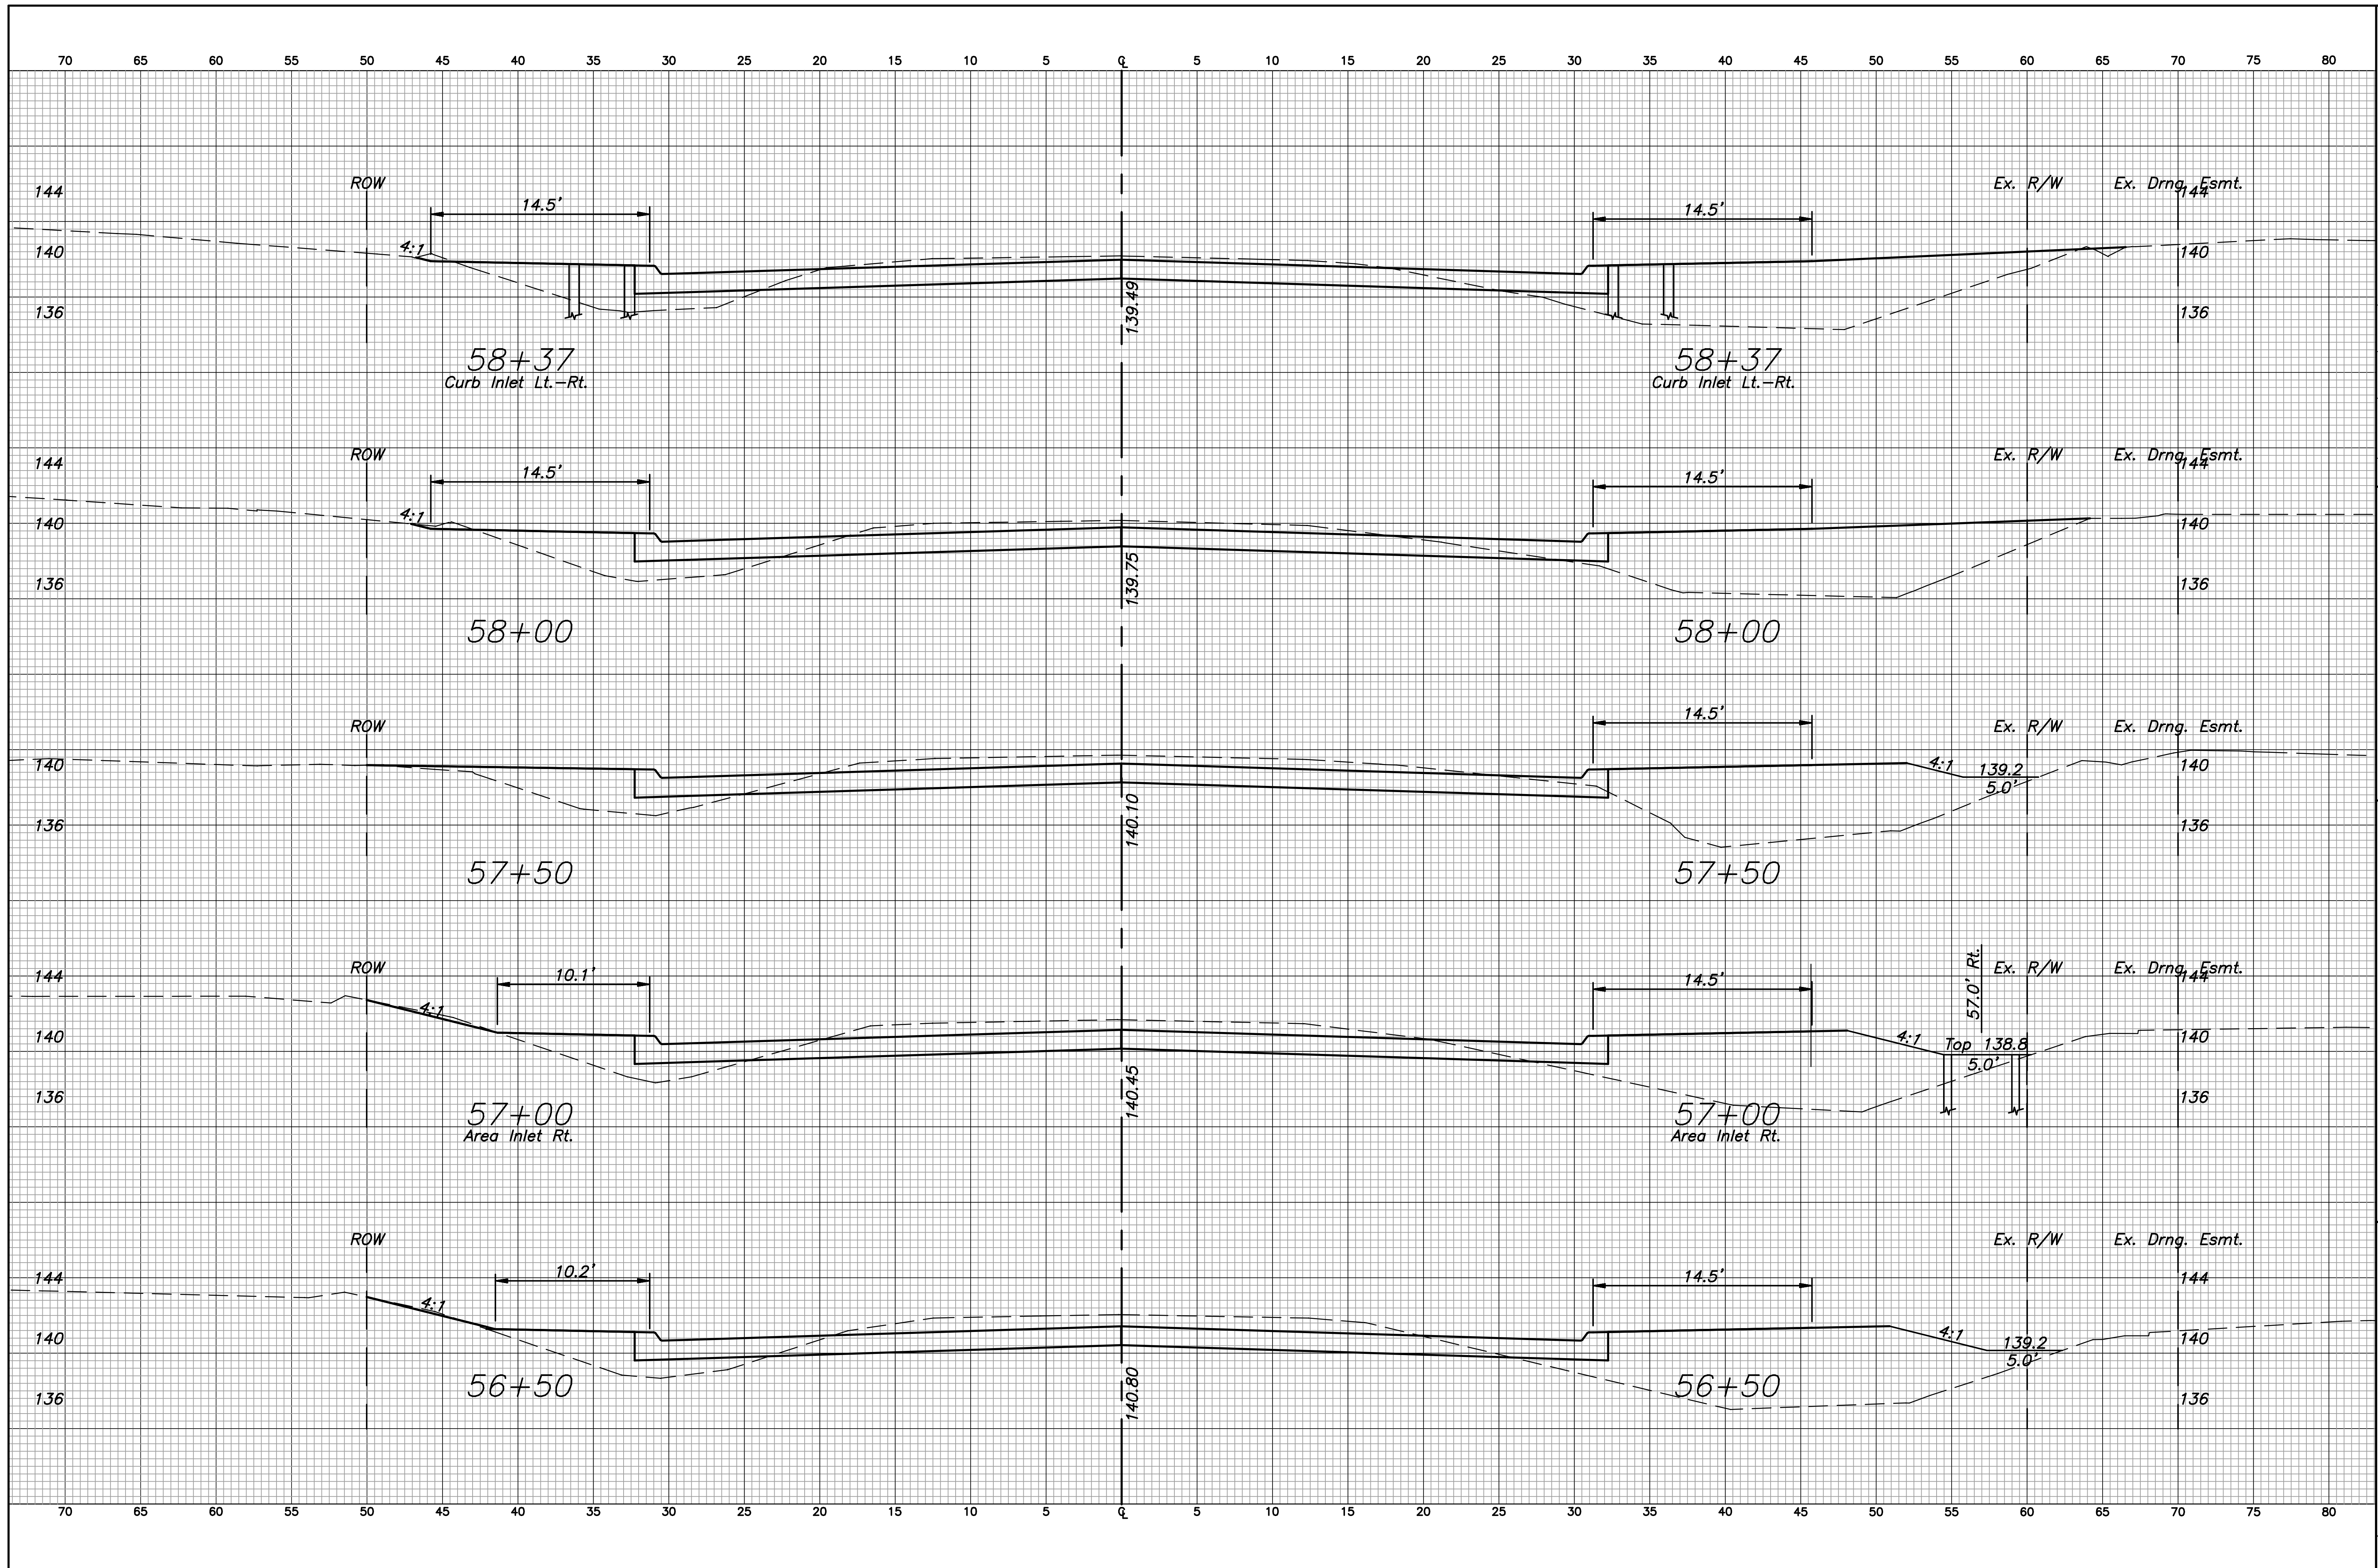 70 65 60 55 50 45 40 35 30 25 20 15 10 5 ℄ 5 10 15 20 25 30 35 40 45 50 55 60 65 70 75 80
ROW Ex. R/W Ex. Drng. Esmt.
144 144
14.5' 14.5'
4:1
140 140
136 139.49 136
58+37 58+37
Curb Inlet Lt.-Rt. Curb Inlet Lt.-Rt.
ROW Ex. R/W Ex. Drng. Esmt.
144 144
14.5' 14.5'
4:1
140 140
136 139.75 136
58+00 58+00
ROW Ex. R/W Ex. Drng. Esmt.
14.5'
140 4:1 139.2 140
5.0'
136 140.10 136
57+50 57+50
57.0' Rt.
ROW Ex. R/W Ex. Drng. Esmt.
144 144
10.1' 14.5'
4:1
140 4:1 Top 138.8 140
5.0'
136 140.45 136
57+00 57+00
Area Inlet Rt. Area Inlet Rt.
ROW Ex. R/W Ex. Drng. Esmt.
144 10.2' 14.5' 144
4:1
140 4:1 139.2 140
5.0'
56+50 56+50
136 140.80 136
70 65 60 55 50 45 40 35 30 25 20 15 10 5 ℄ 5 10 15 20 25 30 35 40 45 50 55 60 65 70 75 80